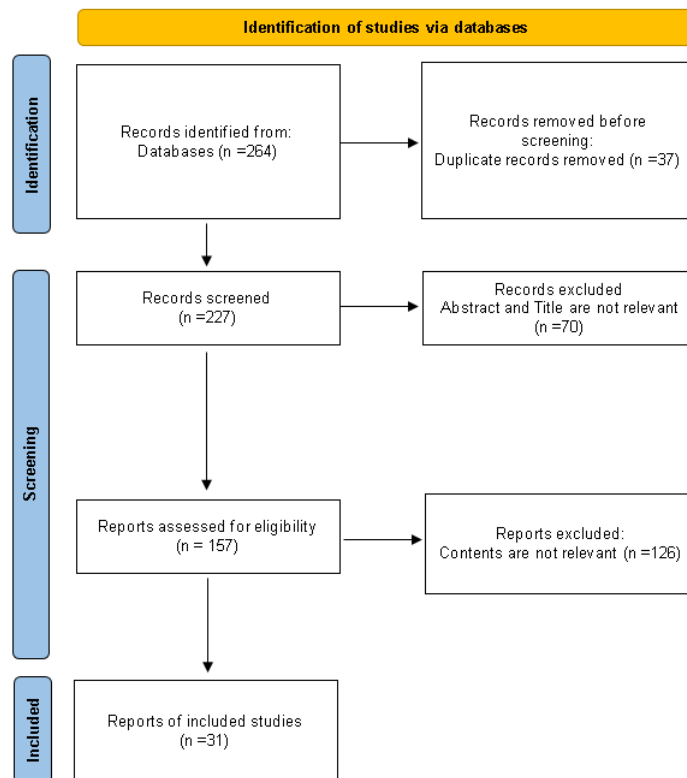 Identification of studies via databases
Identification
Records identified from:
Databases (n =264)
Records removed before
screening:
Duplicate records removed (n =37)
Screening
Records screened
(n =227)
Records excluded
Abstract and Title are not relevant
(n =70)
Reports assessed for eligibility
(n = 157)
Reports excluded:
Contents are not relevant (n =126)
Included
Reports of included studies
(n =31)